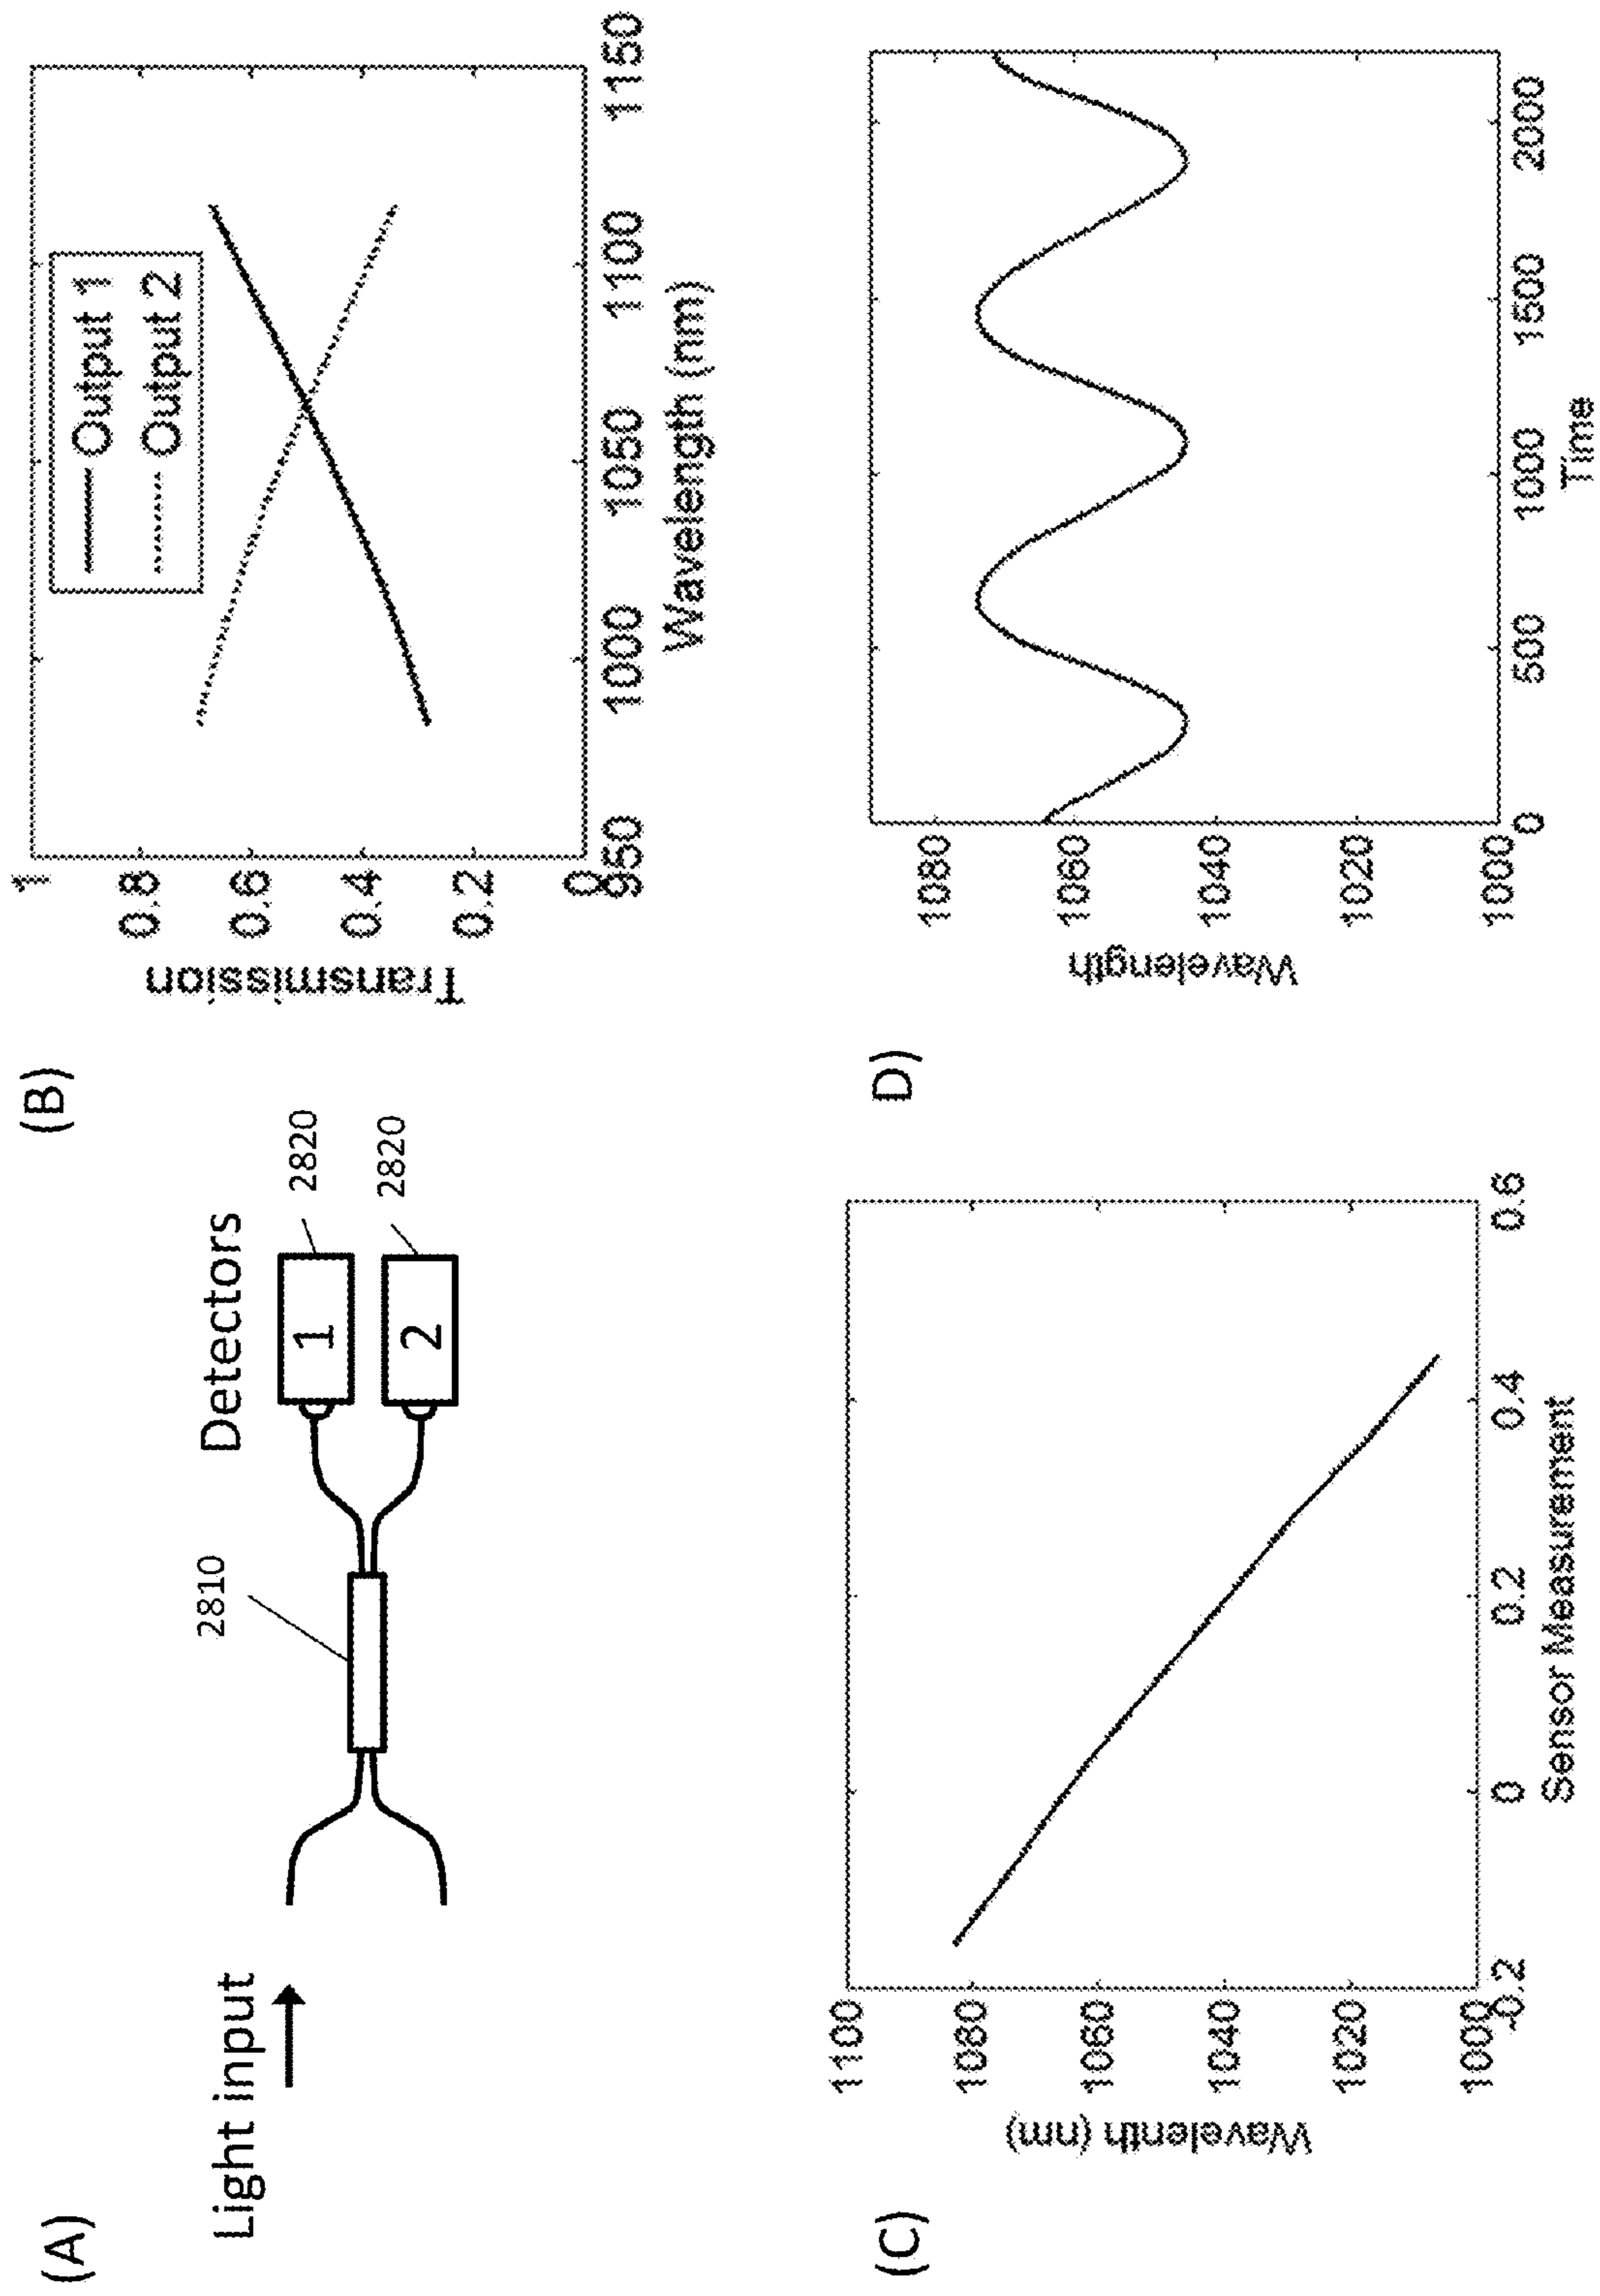 (A)
Light input
2810
Detectors
1
2
2820
2820
(B)
Transmission
1
0.8
0.6
0.4
0.2
0
Output 1
Output 2
950
1000
1050
1100
1150
Wavelength (nm)
(C)
Wavelenth (nm)
1100
1080
1060
1040
1020
1000
-0.2
0
0.2
0.4
0.6
Sensor Measurement
D)
Wavelength
1080
1060
1040
1020
1000
0
500
1000
1500
2000
Time